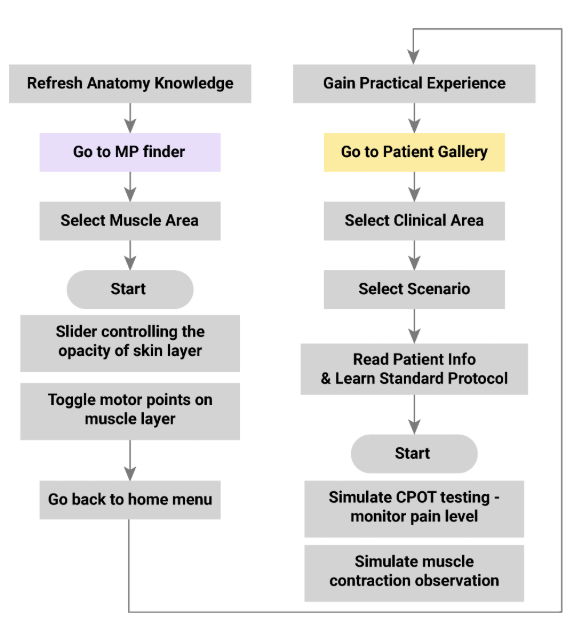 Refresh Anatomy Knowledge
Go to MP finder
Select Muscle Area
Start
Slider controlling the
opacity of skin layer
Toggle motor points on
muscle layer
Go back to home menu
Gain Practical Experience
Go to Patient Gallery
Select Clinical Area
Select Scenario
Read Patient Info
& Learn Standard Protocol
Start
Simulate CPOT testing -
monitor pain level
Simulate muscle
contraction observation